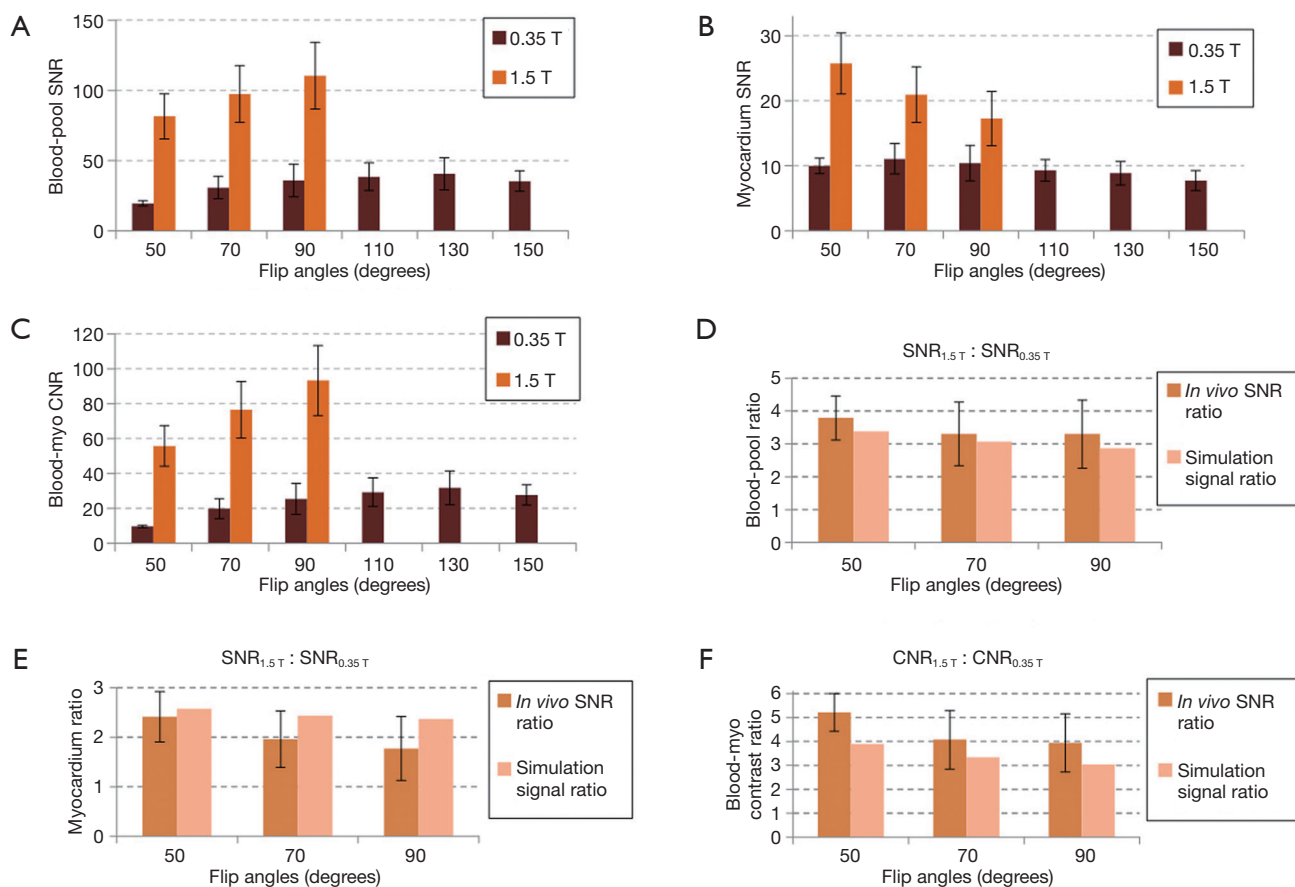 A
Blood-pool SNR
150
100
50
0
0.35 T
1.5 T
50 70 90 110 130 150
Flip angles (degrees)
B
Myocardium SNR
30
20
10
0
0.35 T
1.5 T
50 70 90 110 130 150
Flip angles (degrees)
C
Blood-myo CNR
120
100
80
60
40
20
0
0.35 T
1.5 T
50 70 90 110 130 150
Flip angles (degrees)
D
SNR1.5 T : SNR0.35 T
Blood-pool ratio
5
4
3
2
1
0
In vivo SNR
ratio
Simulation
signal ratio
50 70 90
Flip angles (degrees)
E
SNR1.5 T : SNR0.35 T
Myocardium ratio
3
2
1
0
In vivo SNR
ratio
Simulation
signal ratio
50 70 90
Flip angles (degrees)
F
CNR1.5 T : CNR0.35 T
Blood-myo
contrast ratio
6
5
4
3
2
1
0
In vivo SNR
ratio
Simulation
signal ratio
50 70 90
Flip angles (degrees)